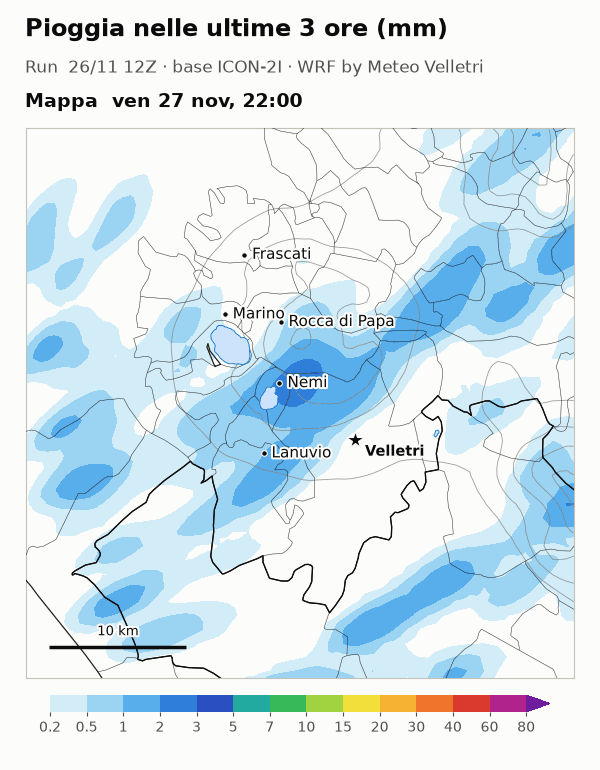 Pioggia nelle ultime 3 ore (mm)
Run  26/11 12Z · base ICON-2I · WRF by Meteo Velletri
Mappa  ven 27 nov, 22:00
Frascati
Marino
Rocca di Papa
Nemi
Velletri
Lanuvio
10 km
0.2 0.5 1 2 3 5 7 10 15 20 30 40 60 80